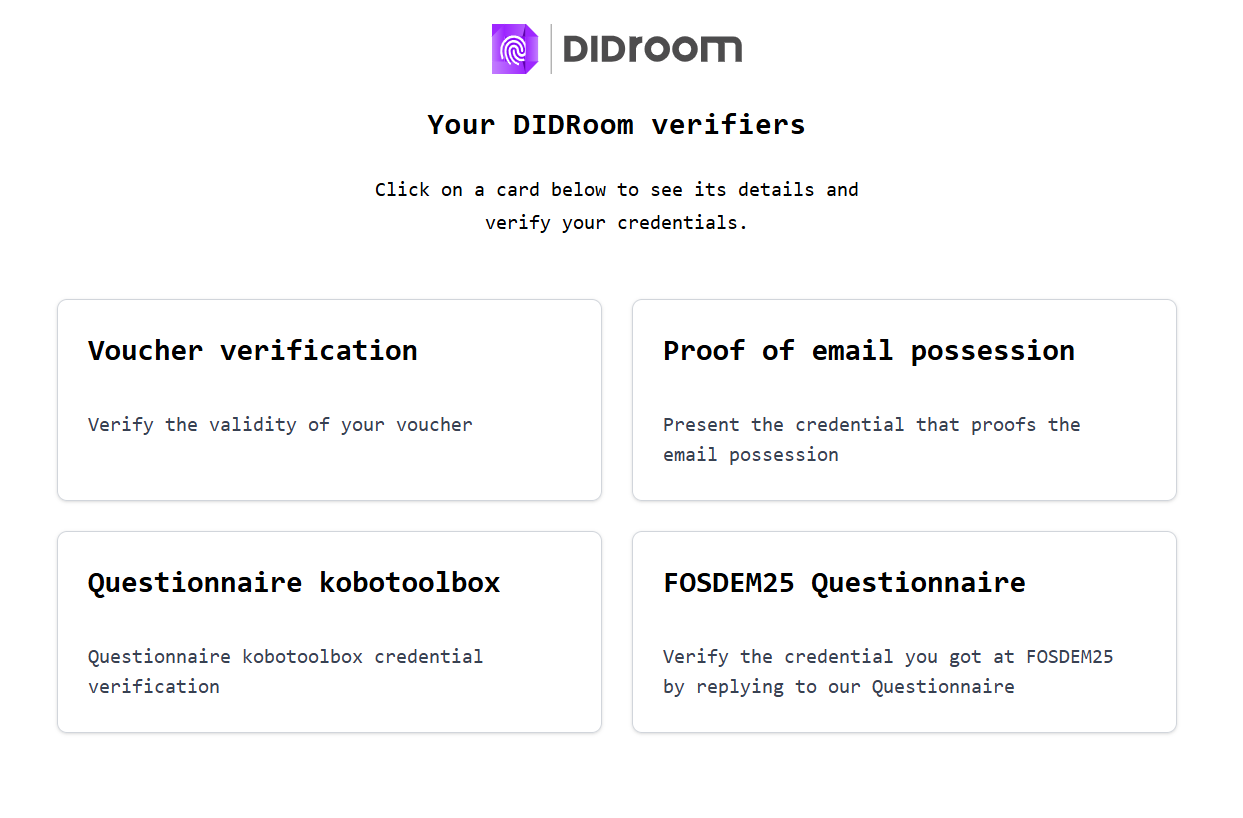 DIDroom
Your DIDRoom verifiers
Click on a card below to see its details and
verify your credentials.
Voucher verification
Verify the validity of your voucher
Proof of email possession
Present the credential that proofs the
email possession
Questionnaire kobotoolbox
Questionnaire kobotoolbox credential
verification
FOSDEM25 Questionnaire
Verify the credential you got at FOSDEM25
by replying to our Questionnaire